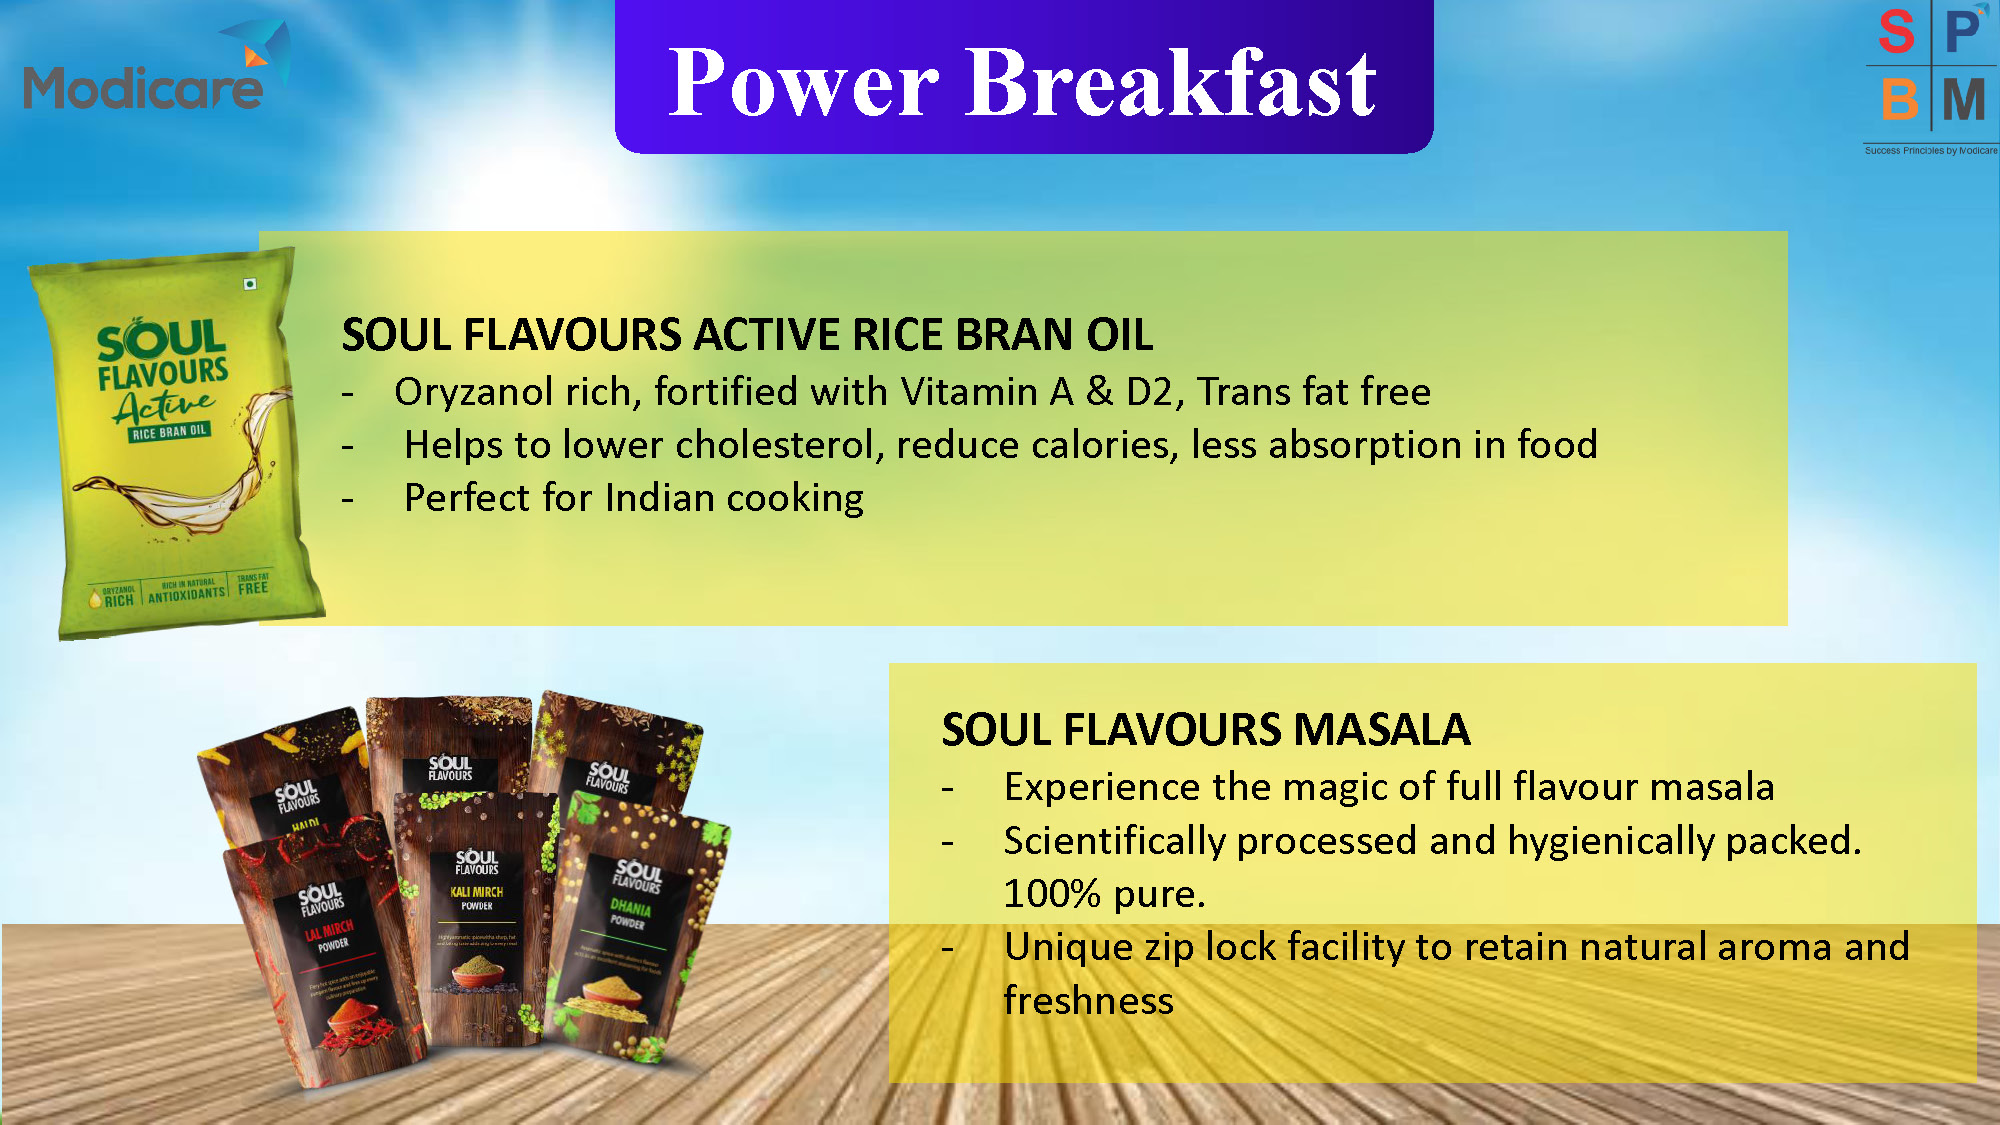 Modicare
Power Breakfast
S P
B M
Success Principles by Modicare
SOUL FLAVOURS ACTIVE RICE BRAN OIL
- Oryzanol rich, fortified with Vitamin A & D2, Trans fat free
- Helps to lower cholesterol, reduce calories, less absorption in food
- Perfect for Indian cooking
SOUL
FLAVOURS
Active
RICE BRAN OIL
ORYZANOL
RICH
RICH IN NATURAL
ANTIOXIDANTS
TRANS FAT
FREE
SOUL FLAVOURS MASALA
- Experience the magic of full flavour masala
- Scientifically processed and hygienically packed.
100% pure.
- Unique zip lock facility to retain natural aroma and
freshness
SOUL
FLAVOURS
HALDI
SOUL
FLAVOURS
SOUL
FLAVOURS
SOUL
FLAVOURS
LAL MIRCH
POWDER
SOUL
FLAVOURS
KALI MIRCH
POWDER
SOUL
FLAVOURS
DHANIA
POWDER